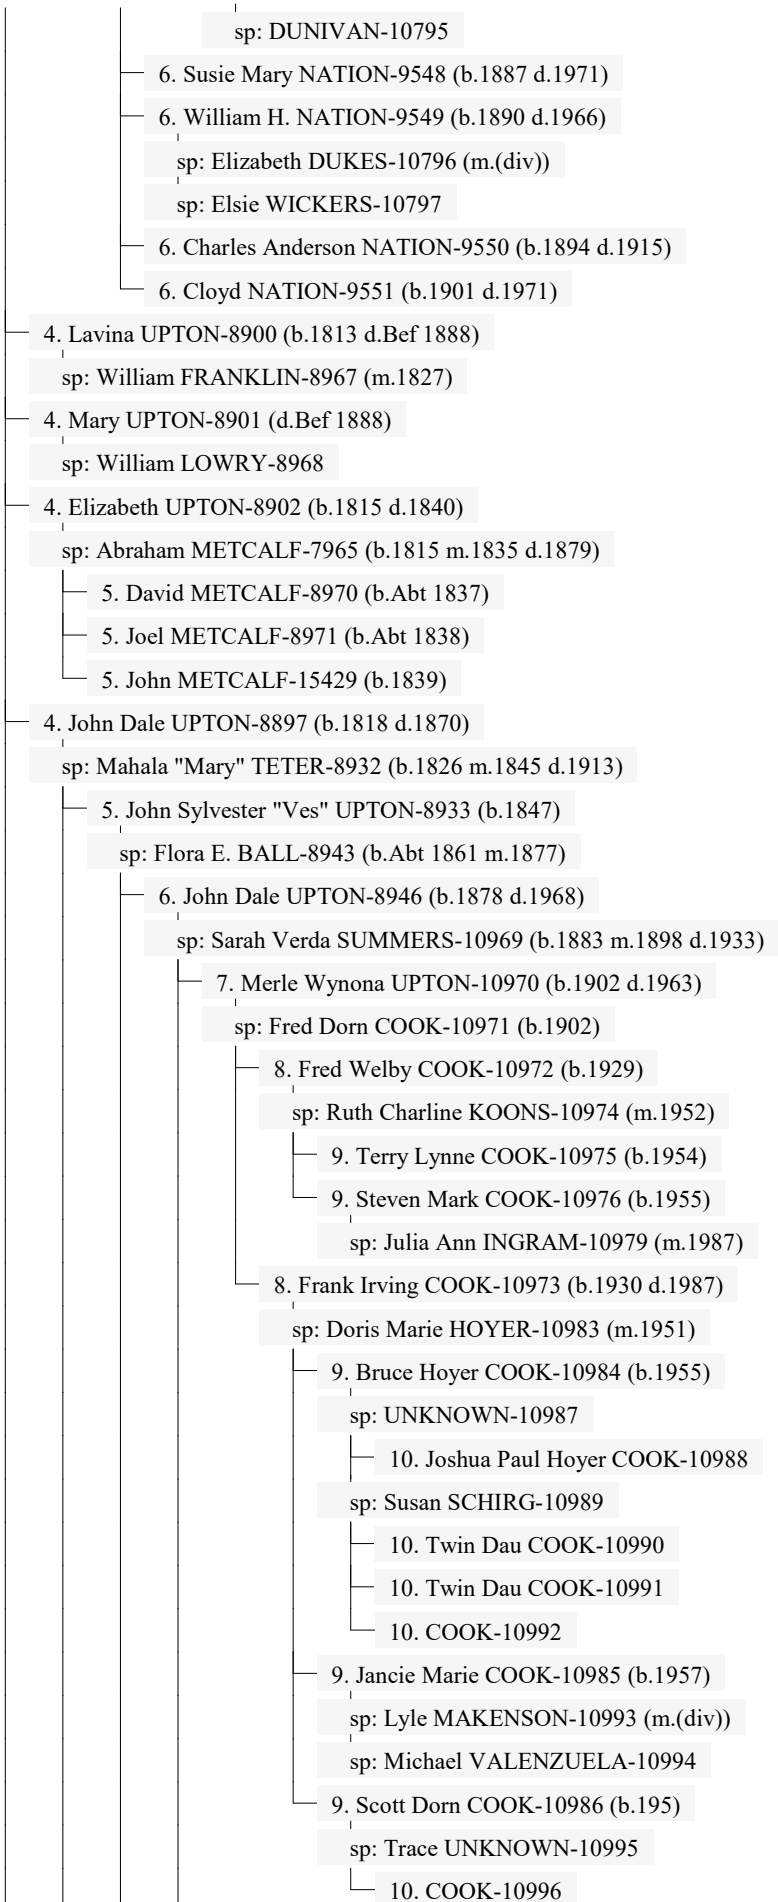 sp: DUNIVAN-10795
6. Susie Mary NATION-9548 (b.1887 d.1971)
6. William H. NATION-9549 (b.1890 d.1966)
sp: Elizabeth DUKES-10796 (m.(div))
sp: Elsie WICKERS-10797
6. Charles Anderson NATION-9550 (b.1894 d.1915)
6. Cloyd NATION-9551 (b.1901 d.1971)
4. Lavina UPTON-8900 (b.1813 d.Bef 1888)
sp: William FRANKLIN-8967 (m.1827)
4. Mary UPTON-8901 (d.Bef 1888)
sp: William LOWRY-8968
4. Elizabeth UPTON-8902 (b.1815 d.1840)
sp: Abraham METCALF-7965 (b.1815 m.1835 d.1879)
5. David METCALF-8970 (b.Abt 1837)
5. Joel METCALF-8971 (b.Abt 1838)
5. John METCALF-15429 (b.1839)
4. John Dale UPTON-8897 (b.1818 d.1870)
sp: Mahala "Mary" TETER-8932 (b.1826 m.1845 d.1913)
5. John Sylvester "Ves" UPTON-8933 (b.1847)
sp: Flora E. BALL-8943 (b.Abt 1861 m.1877)
6. John Dale UPTON-8946 (b.1878 d.1968)
sp: Sarah Verda SUMMERS-10969 (b.1883 m.1898 d.1933)
7. Merle Wynona UPTON-10970 (b.1902 d.1963)
sp: Fred Dorn COOK-10971 (b.1902)
8. Fred Welby COOK-10972 (b.1929)
sp: Ruth Charline KOONS-10974 (m.1952)
9. Terry Lynne COOK-10975 (b.1954)
9. Steven Mark COOK-10976 (b.1955)
sp: Julia Ann INGRAM-10979 (m.1987)
8. Frank Irving COOK-10973 (b.1930 d.1987)
sp: Doris Marie HOYER-10983 (m.1951)
9. Bruce Hoyer COOK-10984 (b.1955)
sp: UNKNOWN-10987
10. Joshua Paul Hoyer COOK-10988
sp: Susan SCHIRG-10989
10. Twin Dau COOK-10990
10. Twin Dau COOK-10991
10. COOK-10992
9. Jancie Marie COOK-10985 (b.1957)
sp: Lyle MAKENSON-10993 (m.(div))
sp: Michael VALENZUELA-10994
9. Scott Dorn COOK-10986 (b.195)
sp: Trace UNKNOWN-10995
10. COOK-10996